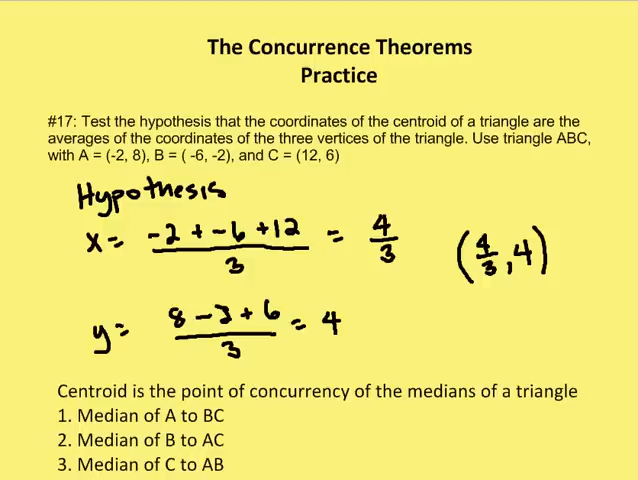 The Concurrence Theorems
Practice
#17: Test the hypothesis that the coordinates of the centroid of a triangle are the
averages of the coordinates of the three vertices of the triangle. Use triangle ABC,
with A = (-2, 8), B = ( -6, -2), and C = (12, 6)
Hypothesis
x = -2 + -6 + 12 / 3 = 4/3 (4/3, 4)
y = 8 - 2 + 6 / 3 = 4
Centroid is the point of concurrency of the medians of a triangle
1. Median of A to BC
2. Median of B to AC
3. Median of C to AB